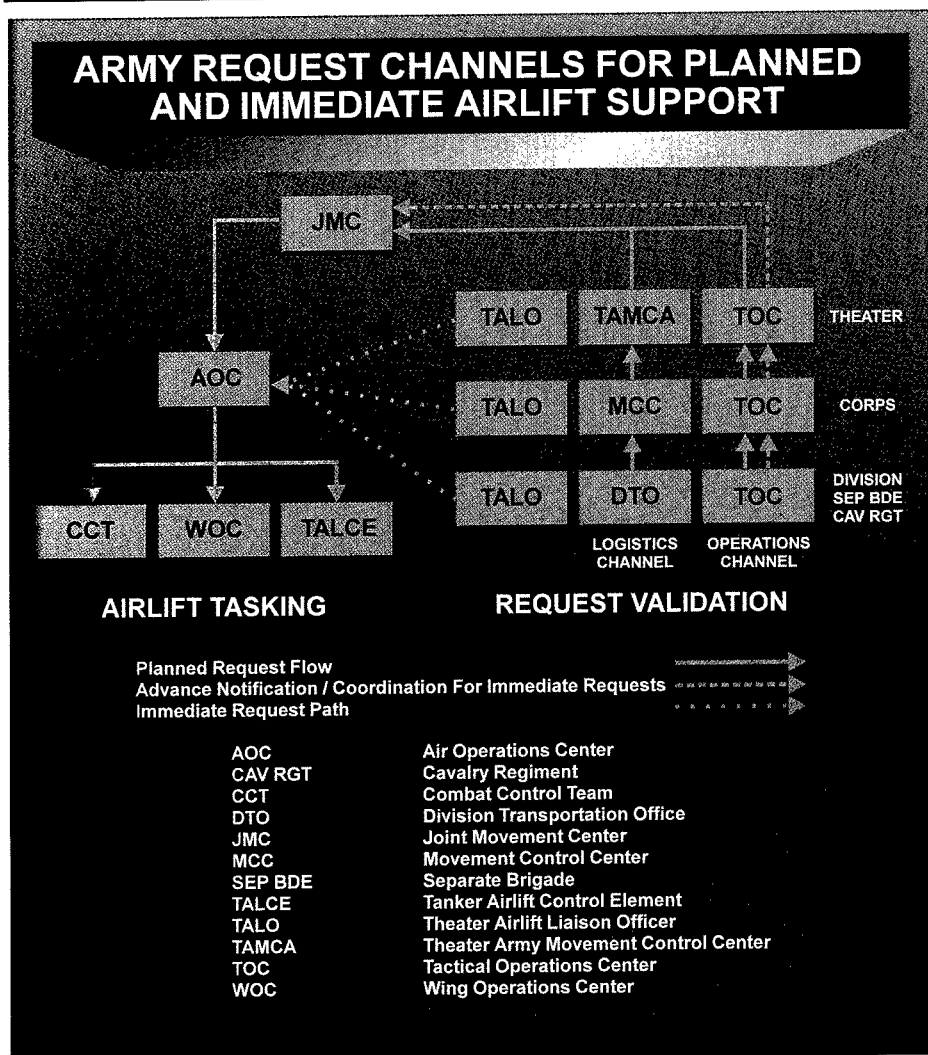 ARMY REQUEST CHANNELS FOR PLANNED
AND IMMEDIATE AIRLIFT SUPPORT
JMC
TALO TAMCA TOC THEATER
AOC
TALO MCC TOC CORPS
TALO DTO TOC DIVISION
SEP BDE
CAV RGT
CCT WOC TALCE
LOGISTICS
CHANNEL
OPERATIONS
CHANNEL
AIRLIFT TASKING
REQUEST VALIDATION
Planned Request Flow
Advance Notification / Coordination For Immediate Requests
Immediate Request Path
AOC Air Operations Center
CAV RGT Cavalry Regiment
CCT Combat Control Team
DTO Division Transportation Office
JMC Joint Movement Center
MCC Movement Control Center
SEP BDE Separate Brigade
TALCE Tanker Airlift Control Element
TALO Theater Airlift Liaison Officer
TAMCA Theater Army Movement Control Center
TOC Tactical Operations Center
WOC Wing Operations Center